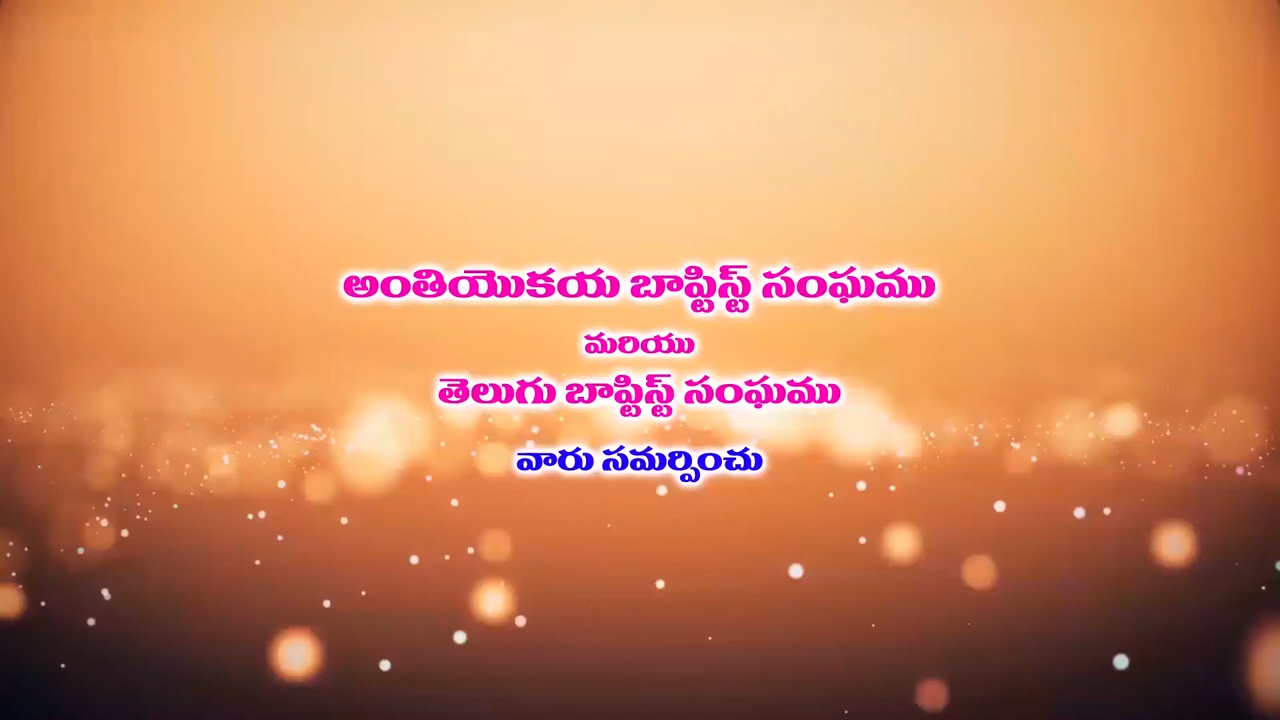 అంతియొకయ బాప్టిస్ట్ సంఘము
మరియు
తెలుగు బాప్టిస్ట్ సంఘము
వారు సమర్పించు